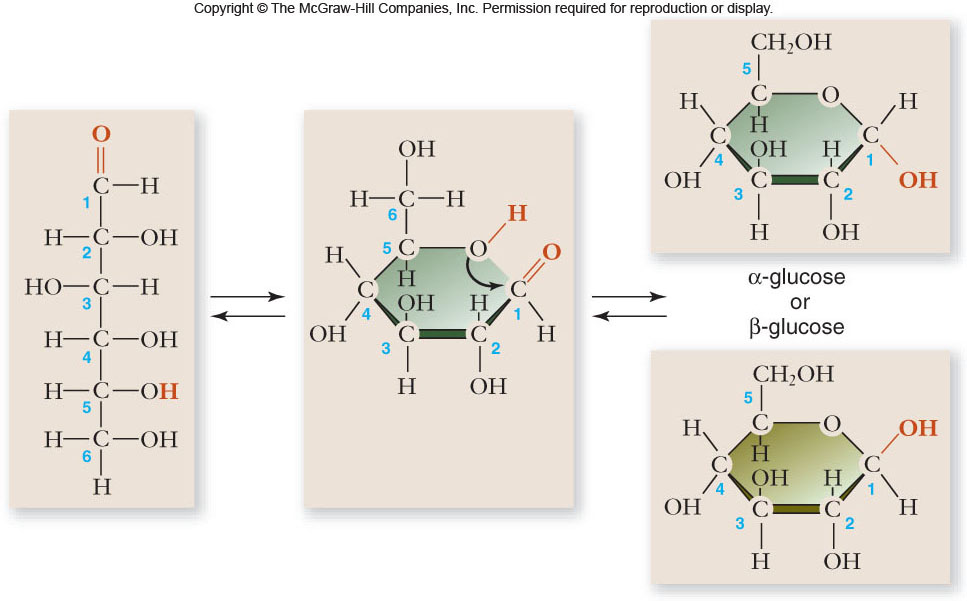 Copyright © The McGraw-Hill Companies, Inc. Permission required for reproduction or display.
O
C—H
1
H—C—OH
2
HO—C—H
3
H—C—OH
4
H—C—OH
5
H—C—OH
6
H
OH
H—C—H
6
H
5
C
O
O
H
H
C
OH
H
C
4
1
OH
C
C
H
3
2
H
OH
CH₂OH
5
H
C
O
H
H
C
OH
H
C
4
1
OH
C
C
OH
3
2
H
OH
α-glucose
or
β-glucose
CH₂OH
5
H
C
O
OH
H
C
OH
H
C
4
1
OH
C
C
H
3
2
H
OH